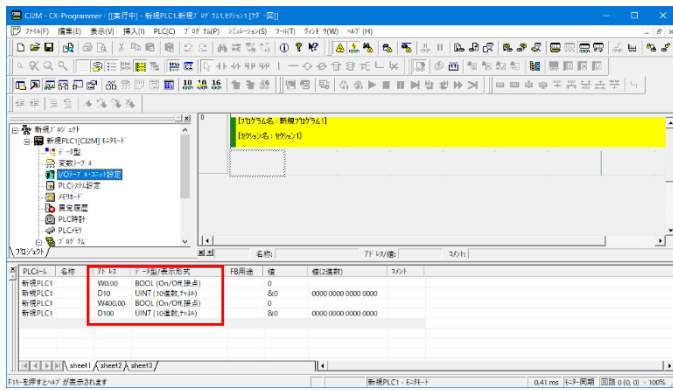 CJ2M - CX-Programmer - [[実行中] - 新規PLC1.新規ﾌﾟﾛｸﾞﾗﾑ1.ｾｸｼｮﾝ1 [ﾗﾀﾞｰ図]]
ﾌｧｲﾙ(F) 編集(E) 表示(V) 挿入(I) PLC(C) ﾌﾟﾛｸﾞﾗﾑ(P) ｼﾐｭﾚｰｼｮﾝ(S) ﾂｰﾙ(T) ｳｨﾝﾄﾞｳ(W) ﾍﾙﾌﾟ(H)
新規ﾌﾟﾛｼﾞｪｸﾄ
新規PLC1[CJ2M] ﾓﾆﾀﾓｰﾄﾞ
ﾃﾞｰﾀ型
変数ﾃｰﾌﾞﾙ
I/Oﾃｰﾌﾞﾙ・ﾕﾆｯﾄ設定
PLCｼｽﾃﾑ設定
ﾒﾓﾘｶｰﾄﾞ
異常履歴
PLC時計
PLCﾒﾓﾘ
ﾌﾟﾛｸﾞﾗﾑ
ﾌﾟﾛｼﾞｪｸﾄ
0
[ﾌﾟﾛｸﾞﾗﾑ名 : 新規ﾌﾟﾛｸﾞﾗﾑ1]
[ｾｸｼｮﾝ名 : ｾｸｼｮﾝ1]
名称: ｱﾄﾞﾚｽ/値: ｺﾒﾝﾄ:
PLCﾈｰﾑ 名称 ｱﾄﾞﾚｽ ﾃﾞｰﾀ型/表示形式 FB用途 値 値(2進数) ｺﾒﾝﾄ
新規PLC1 W0.00 BOOL (On/Off,接点) 0
新規PLC1 D10 UINT (10進数,ﾁｬﾈﾙ) &0 0000 0000 0000 0000
新規PLC1 W400.00 BOOL (On/Off,接点) 0
新規PLC1 D100 UINT (10進数,ﾁｬﾈﾙ) &0 0000 0000 0000 0000
sheet1 sheet2 sheet3
F1ｷｰを押すとﾍﾙﾌﾟが表示されます 新規PLC1 - ﾓﾆﾀﾓｰﾄﾞ 0.41 ms ﾓﾆﾀ-同期 回路 0 (0, 0) - 100%